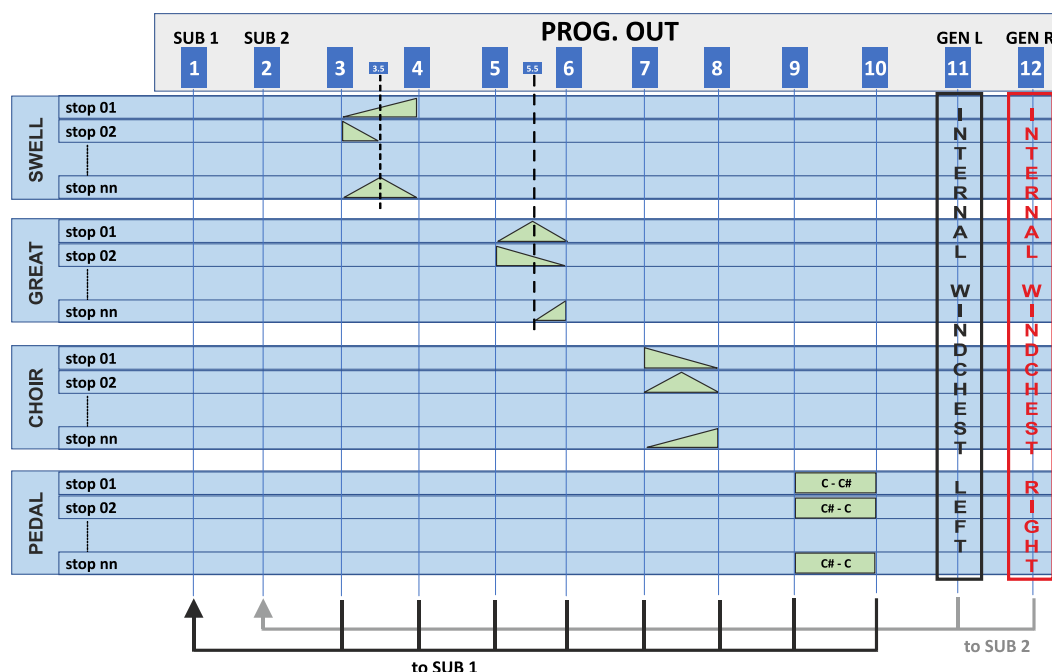 PROG. OUT
SUB 1 SUB 2 GEN L GEN R
1 2 3 3.5 4 5 5.5 6 7 8 9 10 11 12
SWELL
stop 01
stop 02
stop nn
GREAT
stop 01
stop 02
stop nn
CHOIR
stop 01
stop 02
stop nn
PEDAL
stop 01 C - C#
stop 02 C# - C
stop nn C# - C
INTERNAL WINDCHEST LEFT
INTERNAL WINDCHEST RIGHT
to SUB 2
to SUB 1